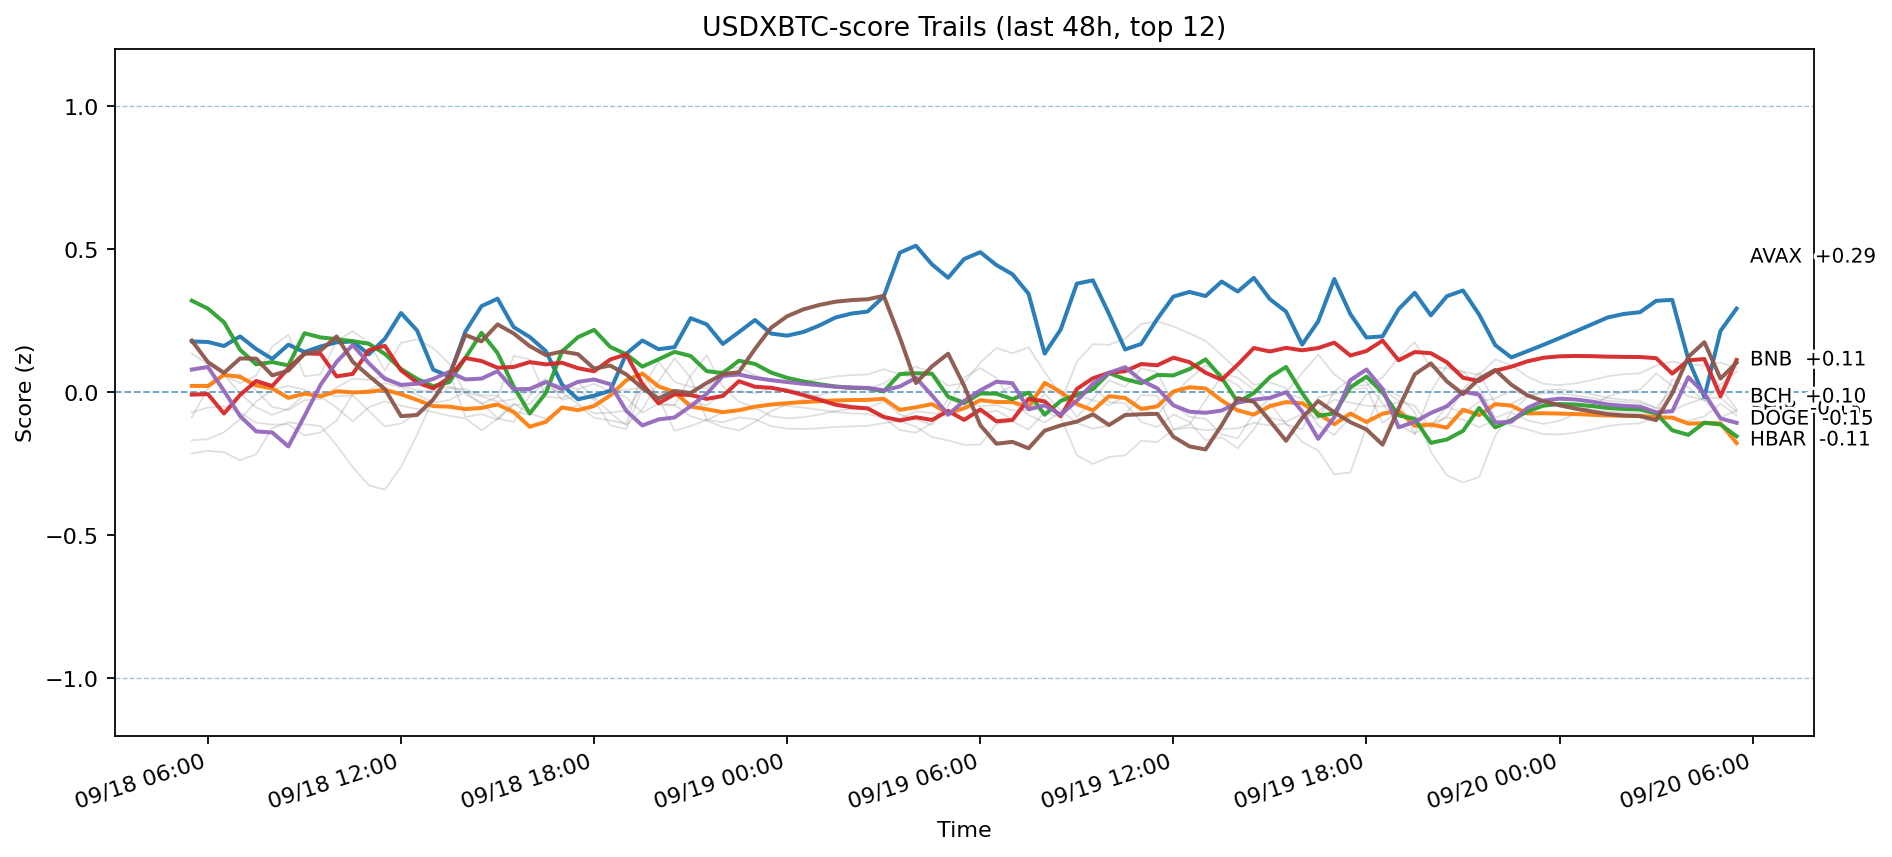 USDXBTC-score Trails (last 48h, top 12)
Score (z)
1.0
0.5
0.0
−0.5
−1.0
AVAX +0.29
BNB +0.11
BCH +0.10
DOGE -0.15
HBAR -0.11
09/18 06:00
09/18 12:00
09/18 18:00
09/19 00:00
09/19 06:00
09/19 12:00
09/19 18:00
09/20 00:00
09/20 06:00
Time